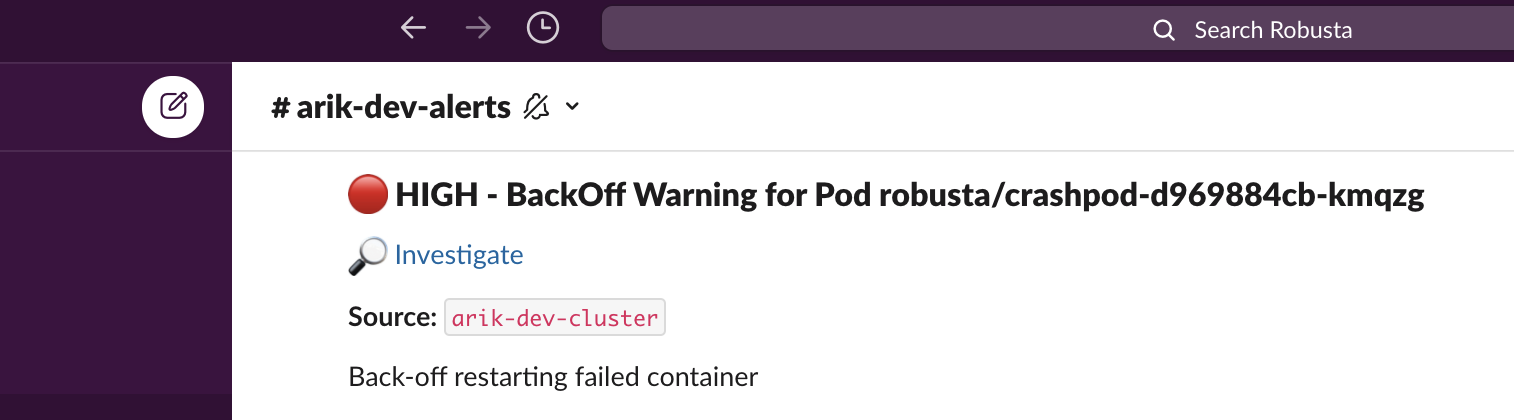 Search Robusta
# arik-dev-alerts
HIGH - BackOff Warning for Pod robusta/crashpod-d969884cb-kmqzg
Investigate
Source: arik-dev-cluster
Back-off restarting failed container